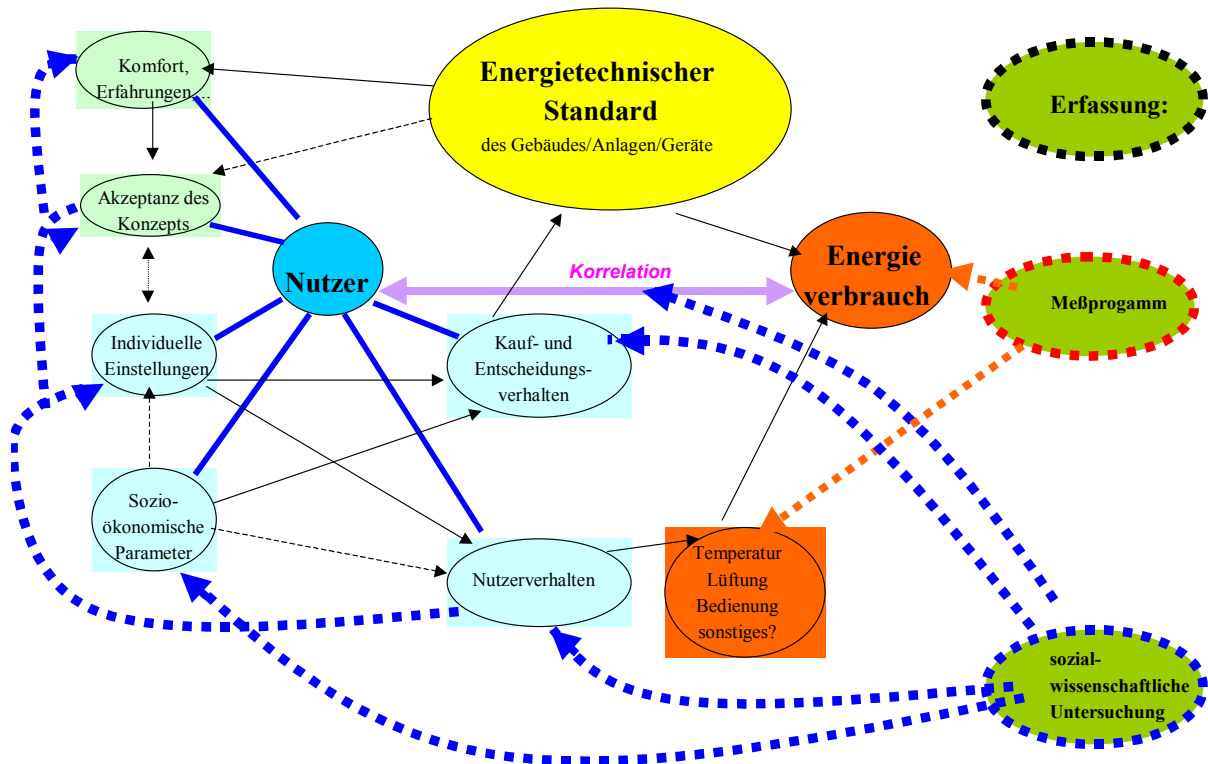 Komfort,
Erfahrungen...
Energietechnischer
Standard
des Gebäudes/Anlagen/Geräte
Erfassung:
Akzeptanz des
Konzepts
Nutzer
Korrelation
Energie
verbrauch
Meßprogamm
Individuelle
Einstellungen
Kauf- und
Entscheidungs-
verhalten
Sozio-
ökonomische
Parameter
Nutzerverhalten
Temperatur
Lüftung
Bedienung
sonstiges?
sozial-
wissenschaftliche
Untersuchung